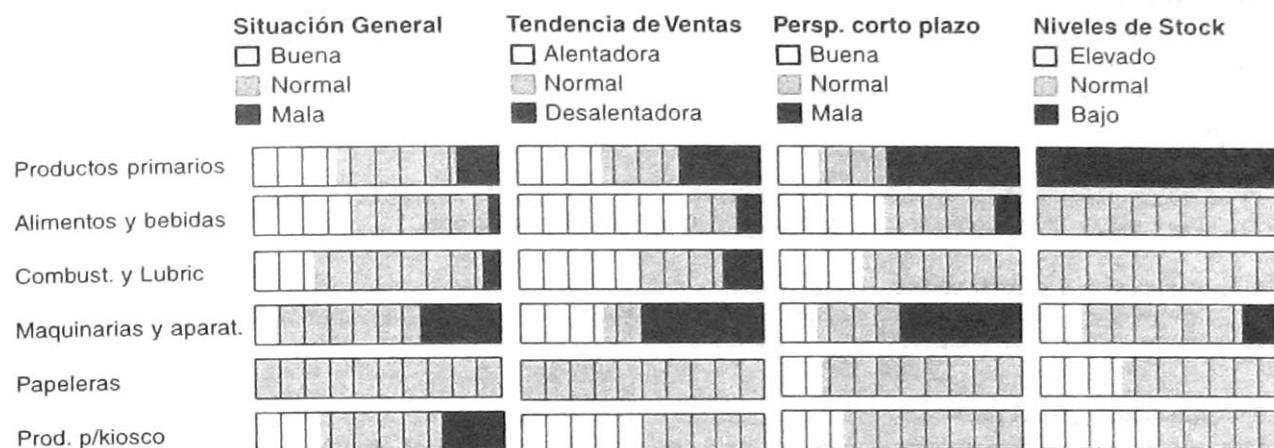 Situación General Tendencia de Ventas Persp. corto plazo Niveles de Stock
Buena Alentadora Buena Elevado
Normal Normal Normal Normal
Mala Desalentadora Mala Bajo
Productos primarios
Alimentos y bebidas
Combust. y Lubric
Maquinarias y aparat.
Papeleras
Prod. p/kiosco